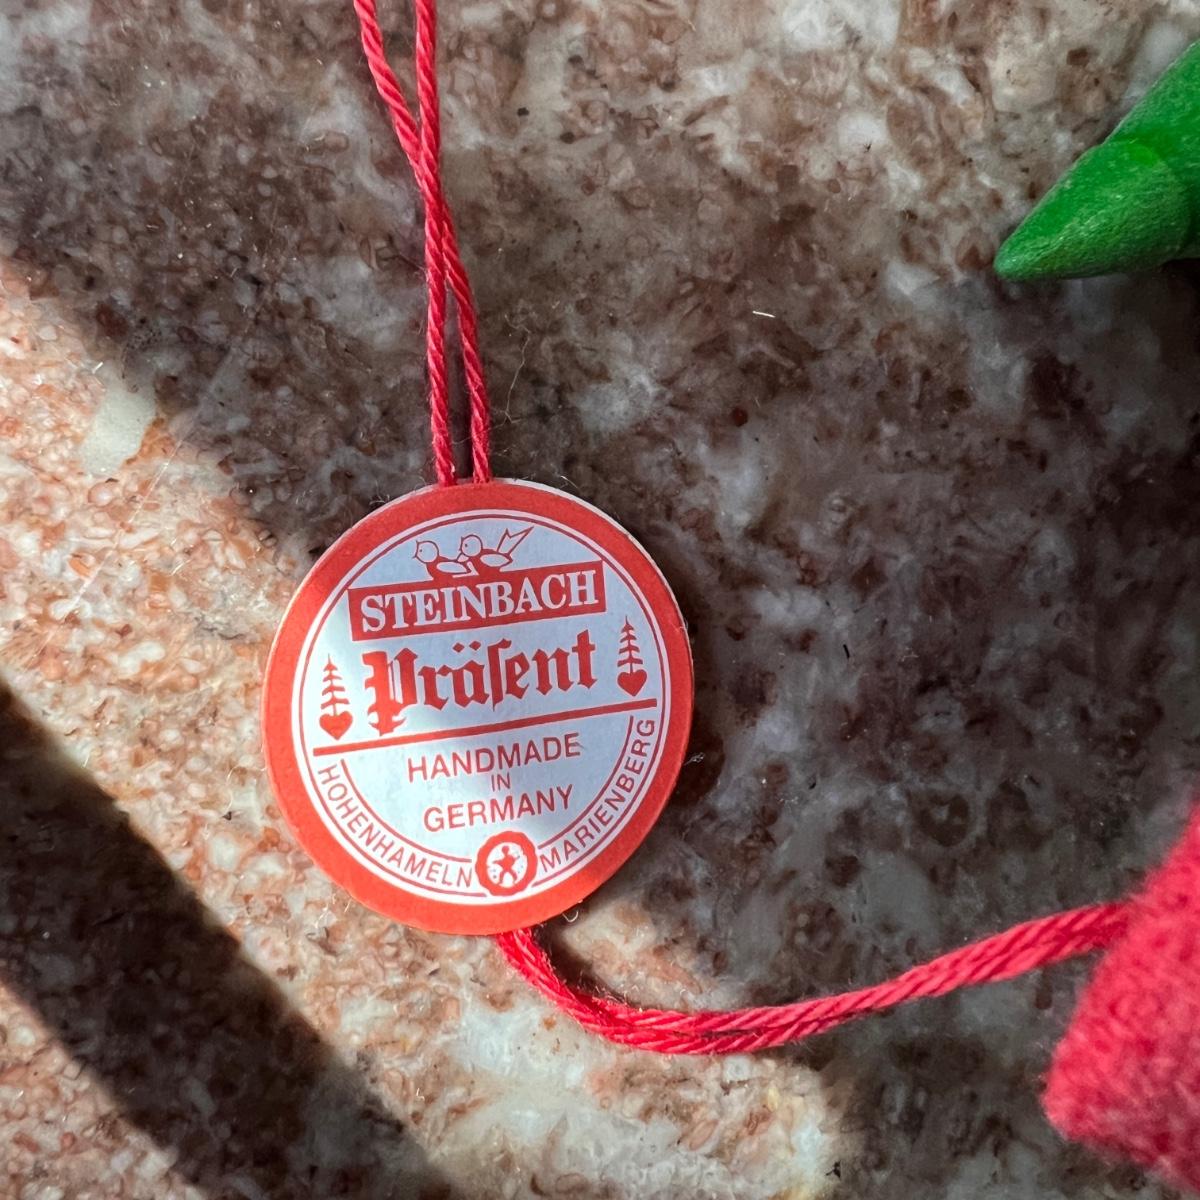 STEINBACH
Präſent
HANDMADE
IN
GERMANY
HOHENHAMELN
MARIENBERG